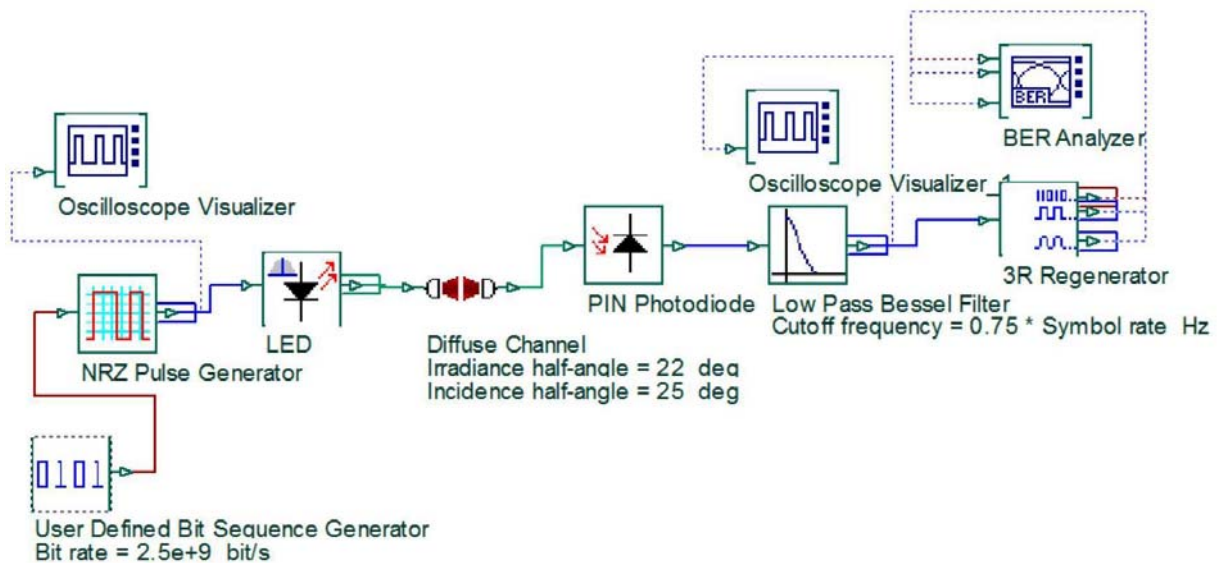 BER
BER Analyzer
Oscilloscope Visualizer
Oscilloscope Visualizer_1
3R Regenerator
PIN Photodiode
Low Pass Bessel Filter
Cutoff frequency = 0.75 * Symbol rate Hz
LED
NRZ Pulse Generator
Diffuse Channel
Irradiance half-angle = 22 deg
Incidence half-angle = 25 deg
0101
User Defined Bit Sequence Generator
Bit rate = 2.5e+9 bit/s